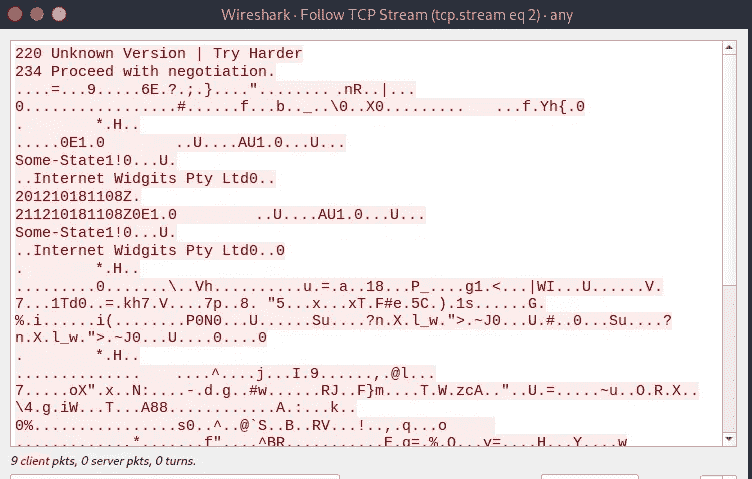 Wireshark · Follow TCP Stream (tcp.stream eq 2) · any
220 Unknown Version | Try Harder
234 Proceed with negotiation.
....=...9.....6E.?.;.}...."........ .nR..|...
0.................#......f...b.._..\0..X0......... ...f.Yh{.0
. *.H..
.....0E1.0 ..U....AU1.0...U...
Some-State1!0...U.
..Internet Widgits Pty Ltd0..
201210181108Z.
211210181108Z0E1.0 ..U....AU1.0...U...
Some-State1!0...U.
..Internet Widgits Pty Ltd0..0
. *.H..
.........0.......\..Vh..........u.=.a..18...P_....g1.<...|WI...U......V.
7...1Td0..=.kh7.V....7p..8. "5...x...xT.F#e.5C.).1s......G.
%.i......i(........P0N0...U......Su....?n.X.l_w.">.~J0...U.#..0...Su....?
n.X.l_w.">.~J0...U....0....0
. *.H..
.............. ....^....j...I.9......,.@l...
7.....oX".x..N:....-.d.g..#w......RJ..F}m....T.W.zcA.."..U.=.....~u..O.R.X..
\4.g.iW...T...A88............A.:...k..
0%................s0..^..@`S..B..RV...!..,.q...o
9 client pkts, 0 server pkts, 0 turns.